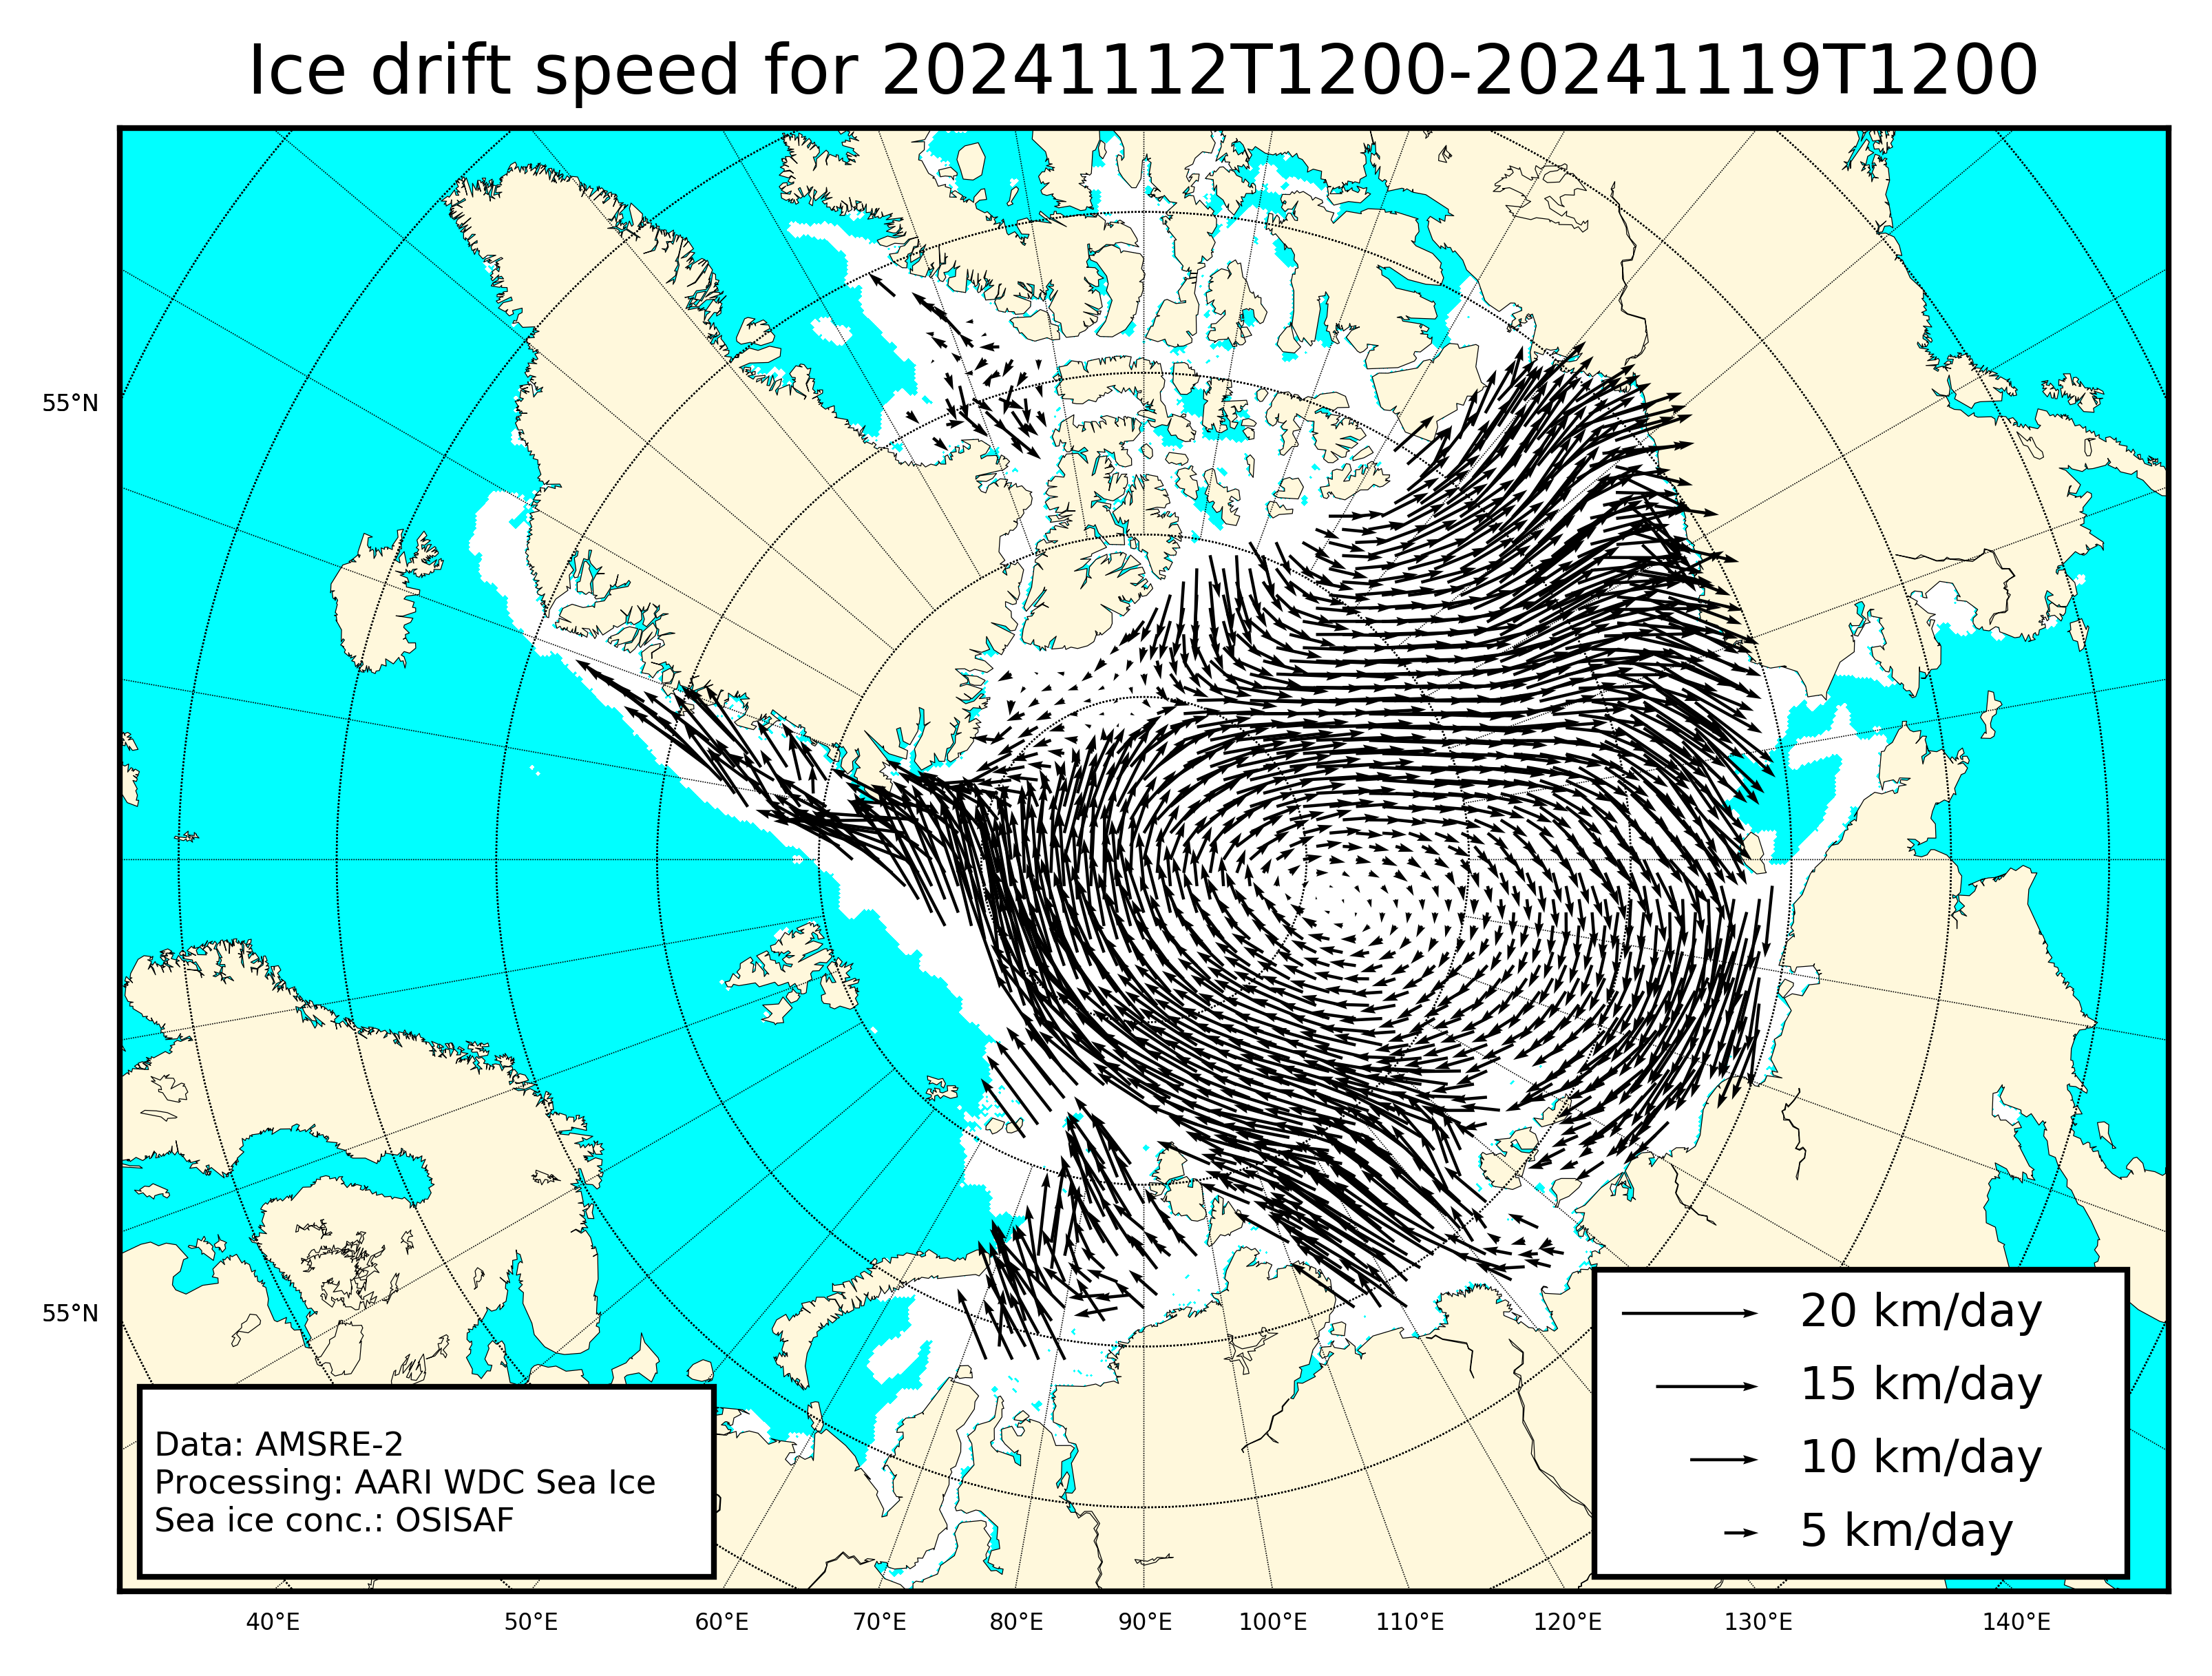 Ice drift speed for 20241112T1200-20241119T1200
55°N
55°N
20 km/day
15 km/day
10 km/day
5 km/day
Data: AMSRE-2
Processing: AARI WDC Sea Ice
Sea ice conc.: OSISAF
40°E 50°E 60°E 70°E 80°E 90°E 100°E 110°E 120°E 130°E 140°E